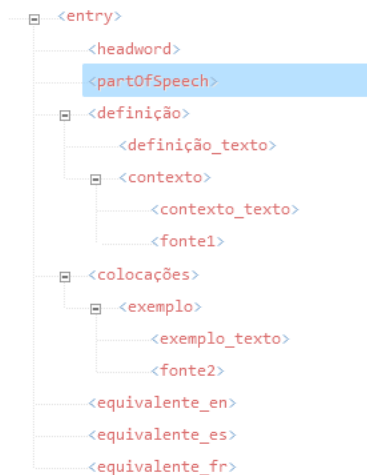 <entry>
<headword>
<partOfSpeech>
<definição>
<definição_texto>
<contexto>
<contexto_texto>
<fonte1>
<colocações>
<exemplo>
<exemplo_texto>
<fonte2>
<equivalente_en>
<equivalente_es>
<equivalente_fr>